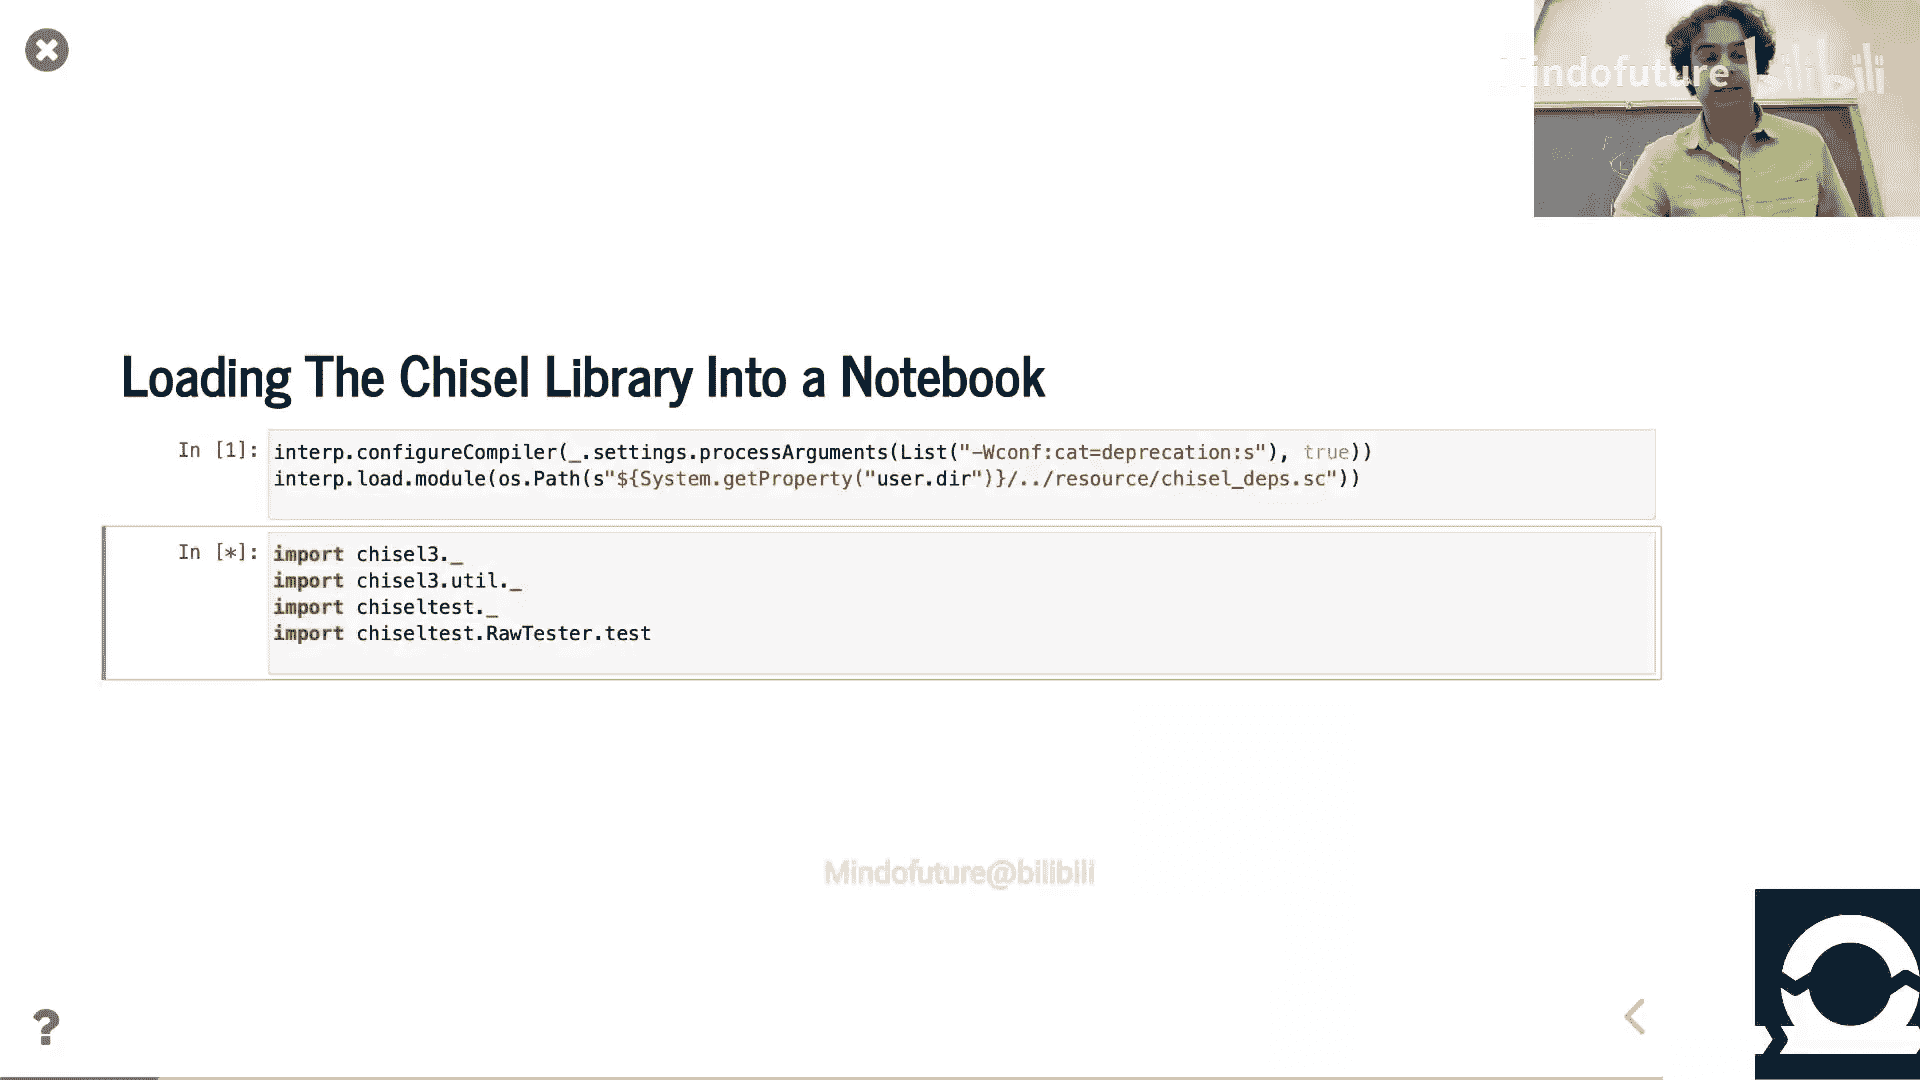 Mindofuture bilibili
Loading The Chisel Library Into a Notebook
In [1]:
interp.configureCompiler(_.settings.processArguments(List("-Wconf:cat=deprecation:s"), true))
interp.load.module(os.Path(s"${System.getProperty("user.dir")}/../resource/chisel_deps.sc"))
In [*]:
import chisel3._
import chisel3.util._
import chiseltest._
import chiseltest.RawTester.test
Mindofuture@bilibili
?